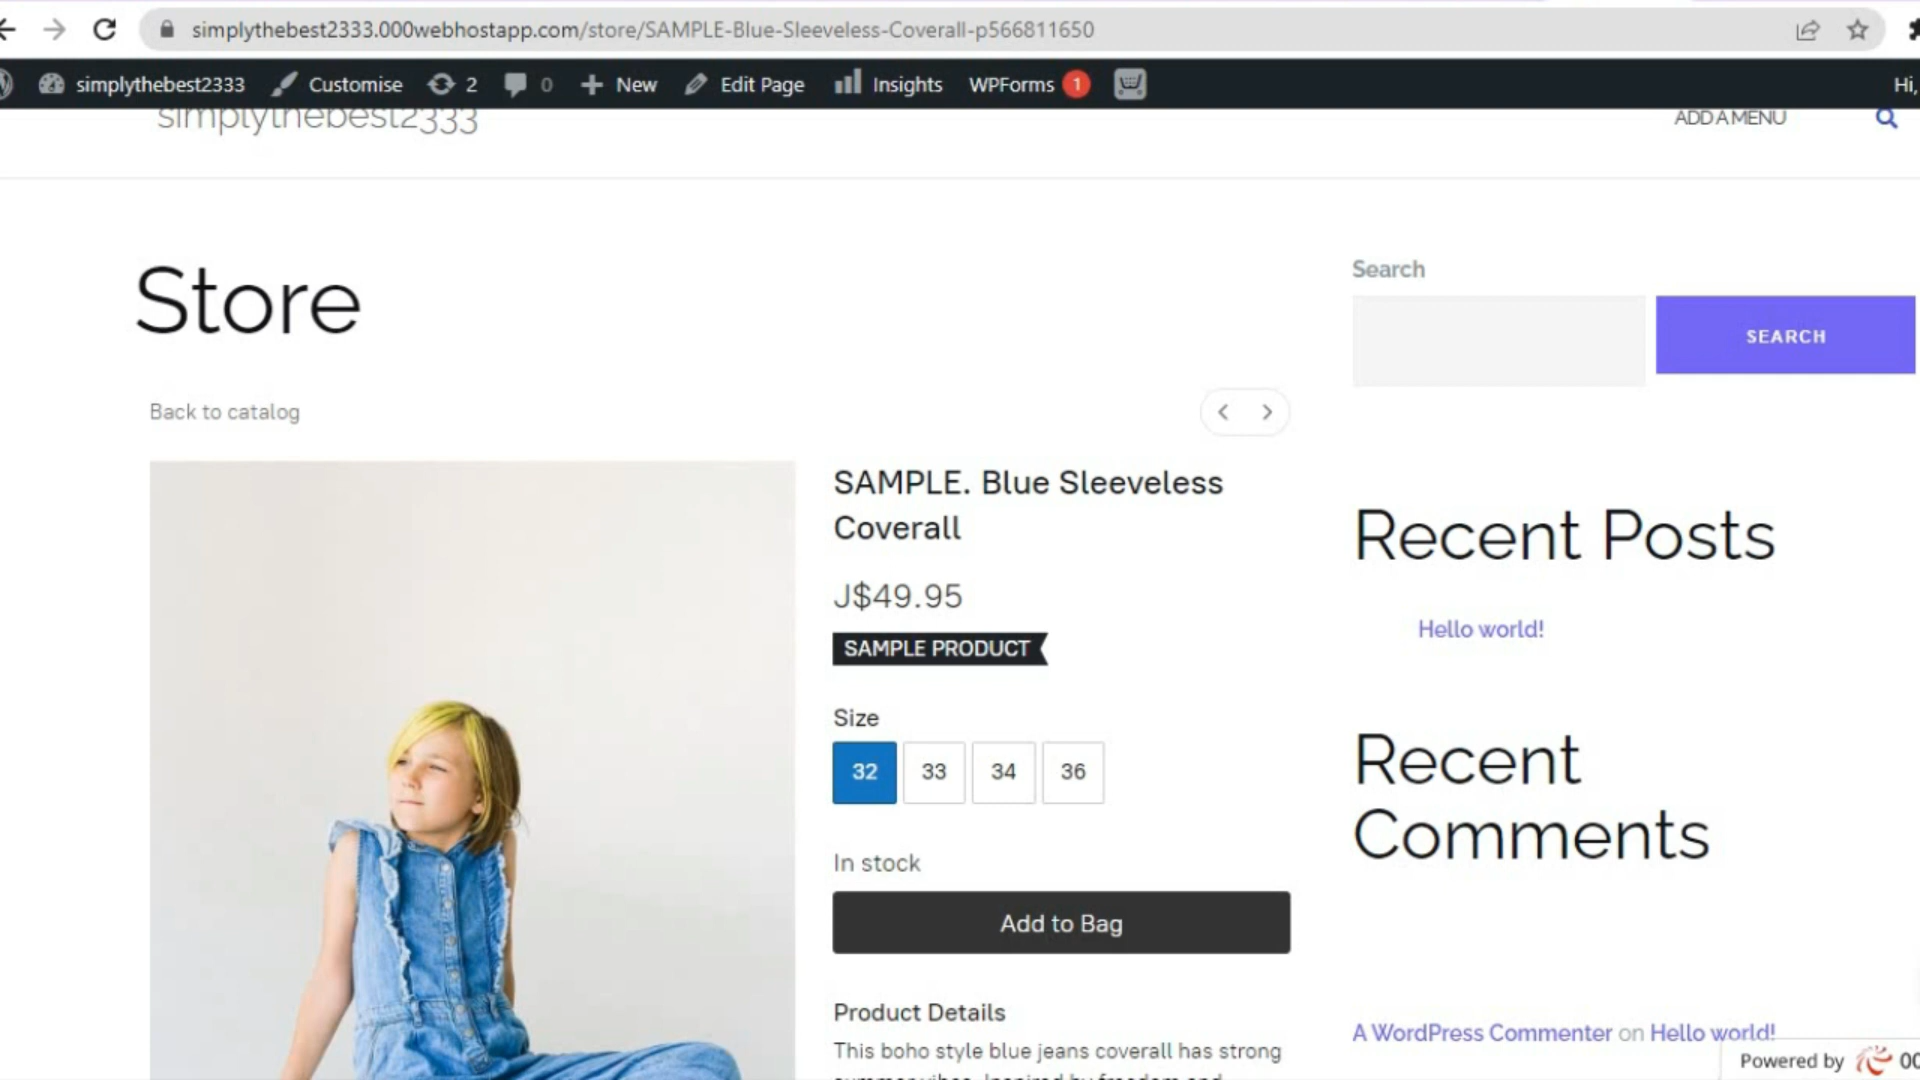 simplythebest2333.000webhostapp.com/store/SAMPLE-Blue-Sleeveless-Coverall-p566811650
simplythebest2333 Customise 2 0 New Edit Page Insights WPForms 1 Hi,
simplythebest2333 ADD A MENU
Store
Search
SEARCH
Back to catalog
SAMPLE. Blue Sleeveless
Coverall
J$49.95
SAMPLE PRODUCT
Size
32 33 34 36
In stock
Add to Bag
Product Details
This boho style blue jeans coverall has strong
Recent Posts
Hello world!
Recent
Comments
A WordPress Commenter on Hello world!
Powered by 00